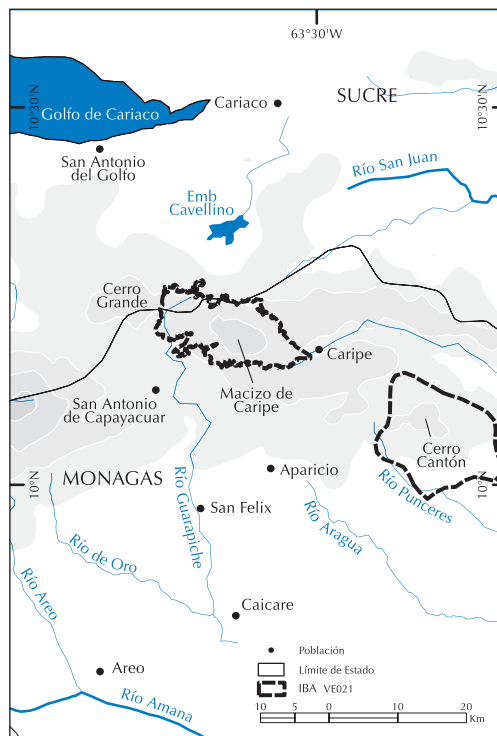 63°30'W
10°30'N
10°30'N
SUCRE
Cariaco
Golfo de Cariaco
San Antonio
del Golfo
Río San Juan
Emb
Cavellino
Cerro
Grande
Caripe
Macizo de
Caripe
San Antonio
de Capayacuar
Cerro
Cantón
MONAGAS
10°N
10°N
Aparicio
Río Punceres
San Felix
Río Guarapiche
Río Aragua
Río de Oro
Río Areo
Caicare
Areo
Río Amana
Población
Límite de Estado
IBA VE021
10 5 0 10 20
Km